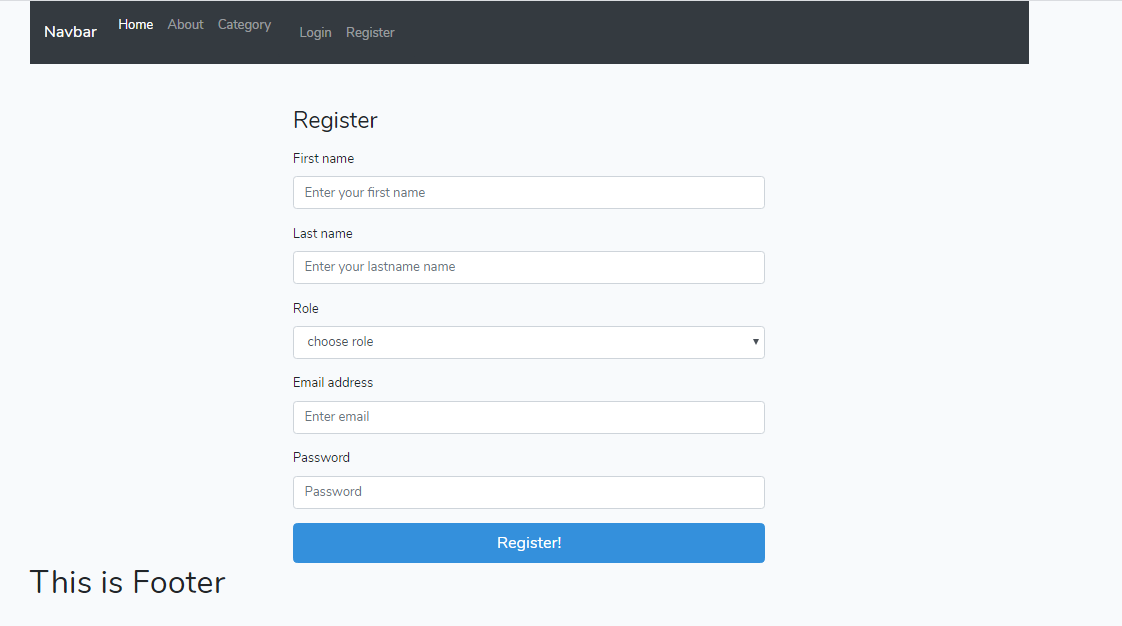 Navbar Home About Category Login Register
Register
First name
Enter your first name
Last name
Enter your lastname name
Role
choose role
Email address
Enter email
Password
Password
Register!
This is Footer